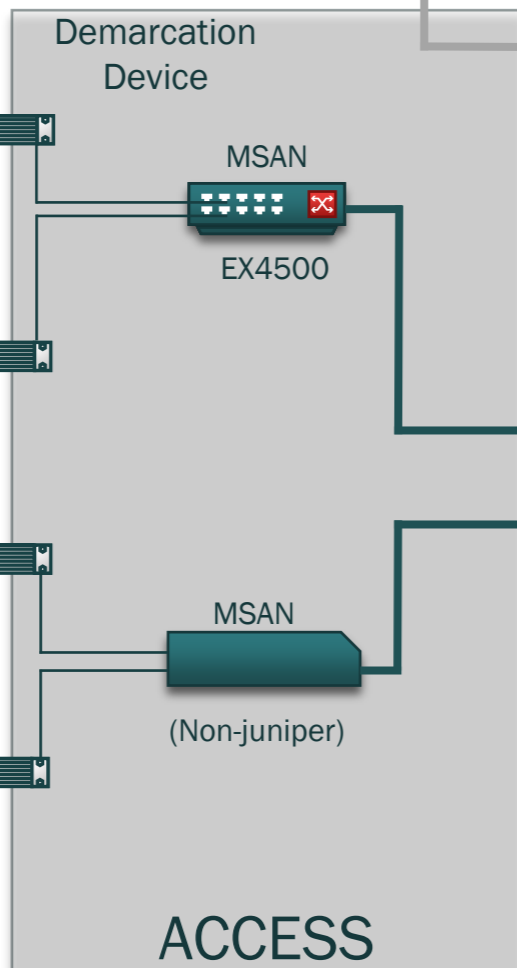 Demarcation
Device
MSAN
EX4500
MSAN
(Non-juniper)
ACCESS